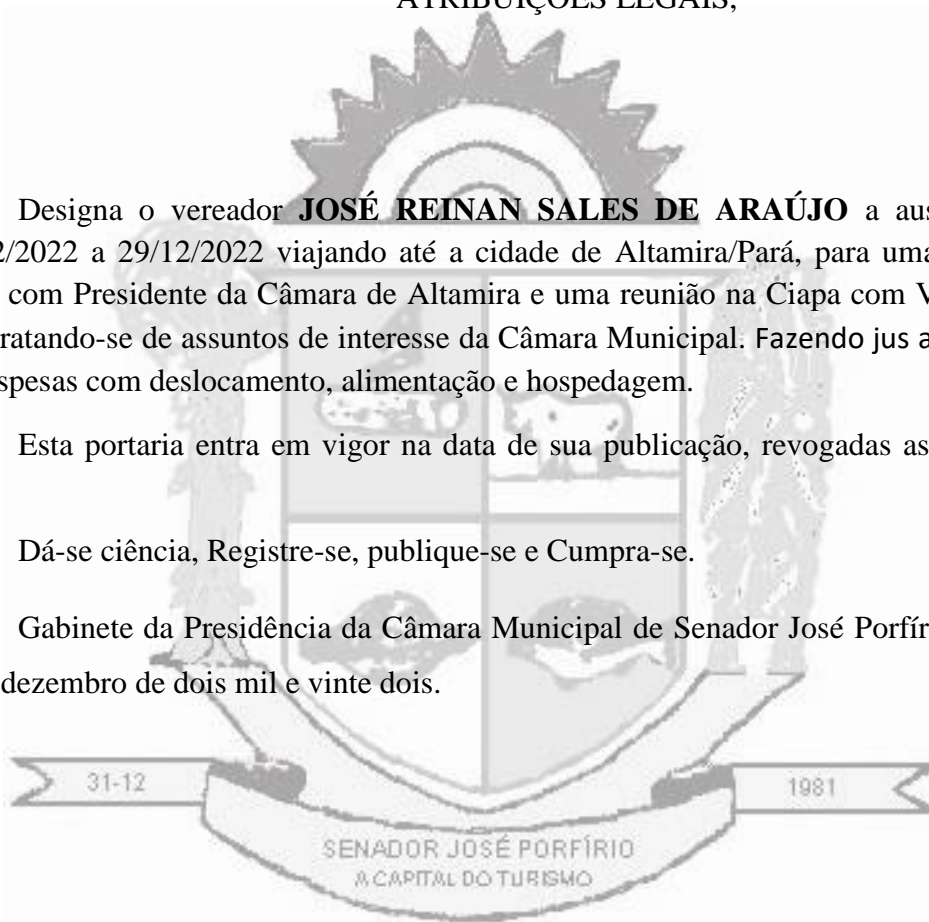 ATRIBUIÇÕES LEGAIS,
Designa o vereador JOSÉ REINAN SALES DE ARAÚJO a
/2022 a 29/12/2022 viajando até a cidade de Altamira/Pará, para uma
com Presidente da Câmara de Altamira e uma reunião na Ciapa com
ratando-se de assuntos de interesse da Câmara Municipal. Fazendo jus
spesas com deslocamento, alimentação e hospedagem.
Esta portaria entra em vigor na data de sua publicação, revogadas as
Dá-se ciência, Registre-se, publique-se e Cumpra-se.
Gabinete da Presidência da Câmara Municipal de Senador José
dezembro de dois mil e vinte dois.
31-12
1981
SENADOR JOSÉ PORFÍRIO
A CAPITAL DO TURISMO